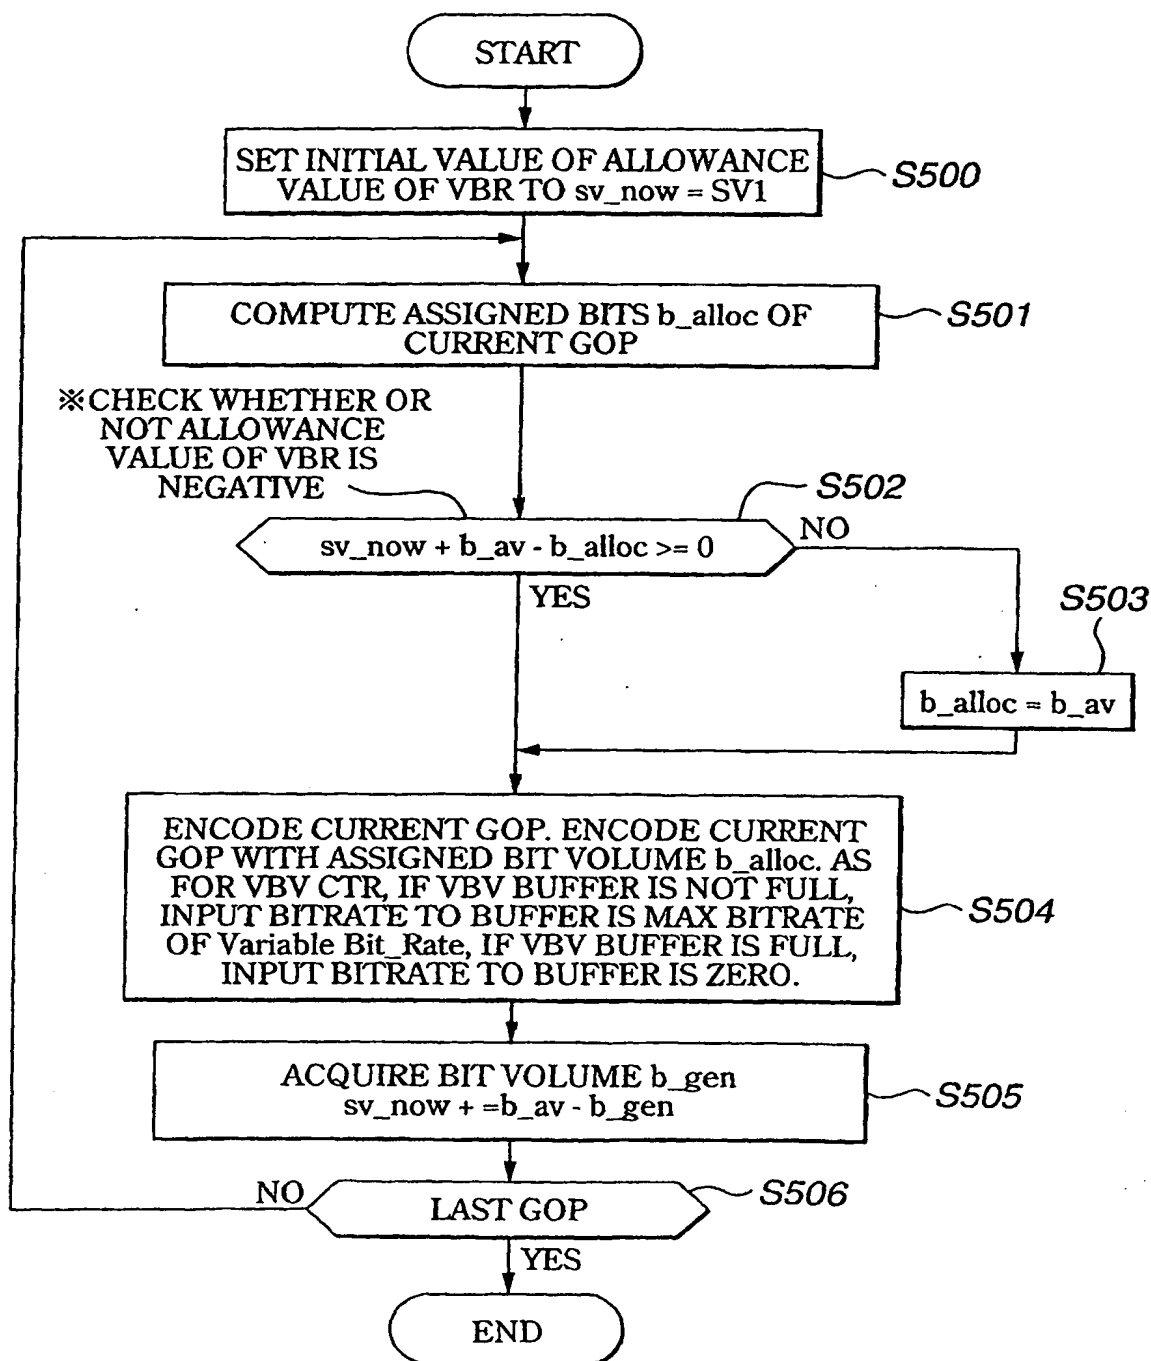 START
SET INITIAL VALUE OF ALLOWANCE
VALUE OF VBR TO sv_now = SV1
S500
COMPUTE ASSIGNED BITS b_alloc OF
CURRENT GOP
S501
※CHECK WHETHER OR
NOT ALLOWANCE
VALUE OF VBR IS
NEGATIVE
S502
sv_now + b_av - b_alloc >= 0
NO
YES
S503
b_alloc = b_av
ENCODE CURRENT GOP. ENCODE CURRENT
GOP WITH ASSIGNED BIT VOLUME b_alloc. AS
FOR VBV CTR, IF VBV BUFFER IS NOT FULL,
INPUT BITRATE TO BUFFER IS MAX BITRATE
OF Variable Bit_Rate, IF VBV BUFFER IS FULL,
INPUT BITRATE TO BUFFER IS ZERO.
S504
ACQUIRE BIT VOLUME b_gen
sv_now + =b_av - b_gen
S505
NO
LAST GOP
S506
YES
END